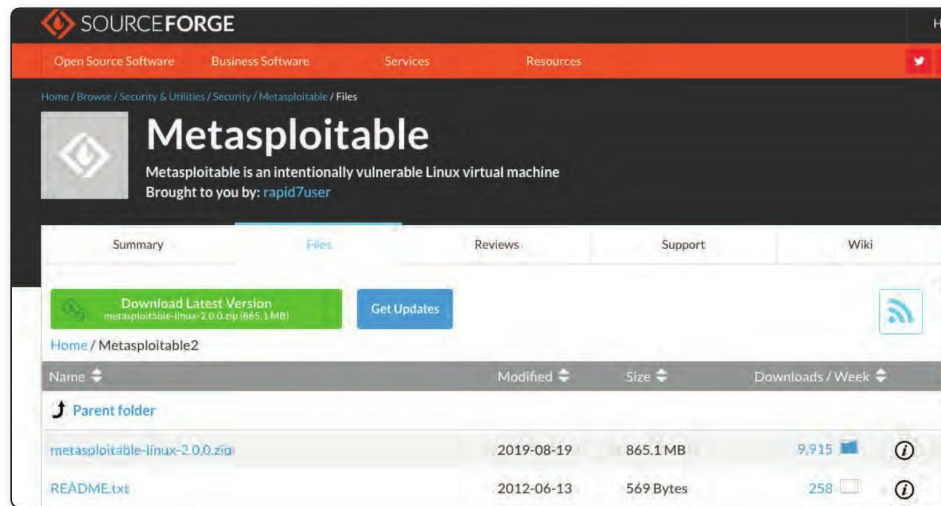 SOURCEFORGE
H
Open Source Software Business Software Services Resources
Home / Browse / Security & Utilities / Security / Metasploitable / Files
Metasploitable
Metasploitable is an intentionally vulnerable Linux virtual machine
Brought to you by: rapid7user
Summary Files Reviews Support Wiki
Download Latest Version
metasploitable-linux-2.0.0.zip (865.1 MB)
Get Updates
Home / Metasploitable2
Name Modified Size Downloads / Week
Parent folder
metasploitable-linux-2.0.0.zip 2019-08-19 865.1 MB 9,915 i
README.txt 2012-06-13 569 Bytes 258 i